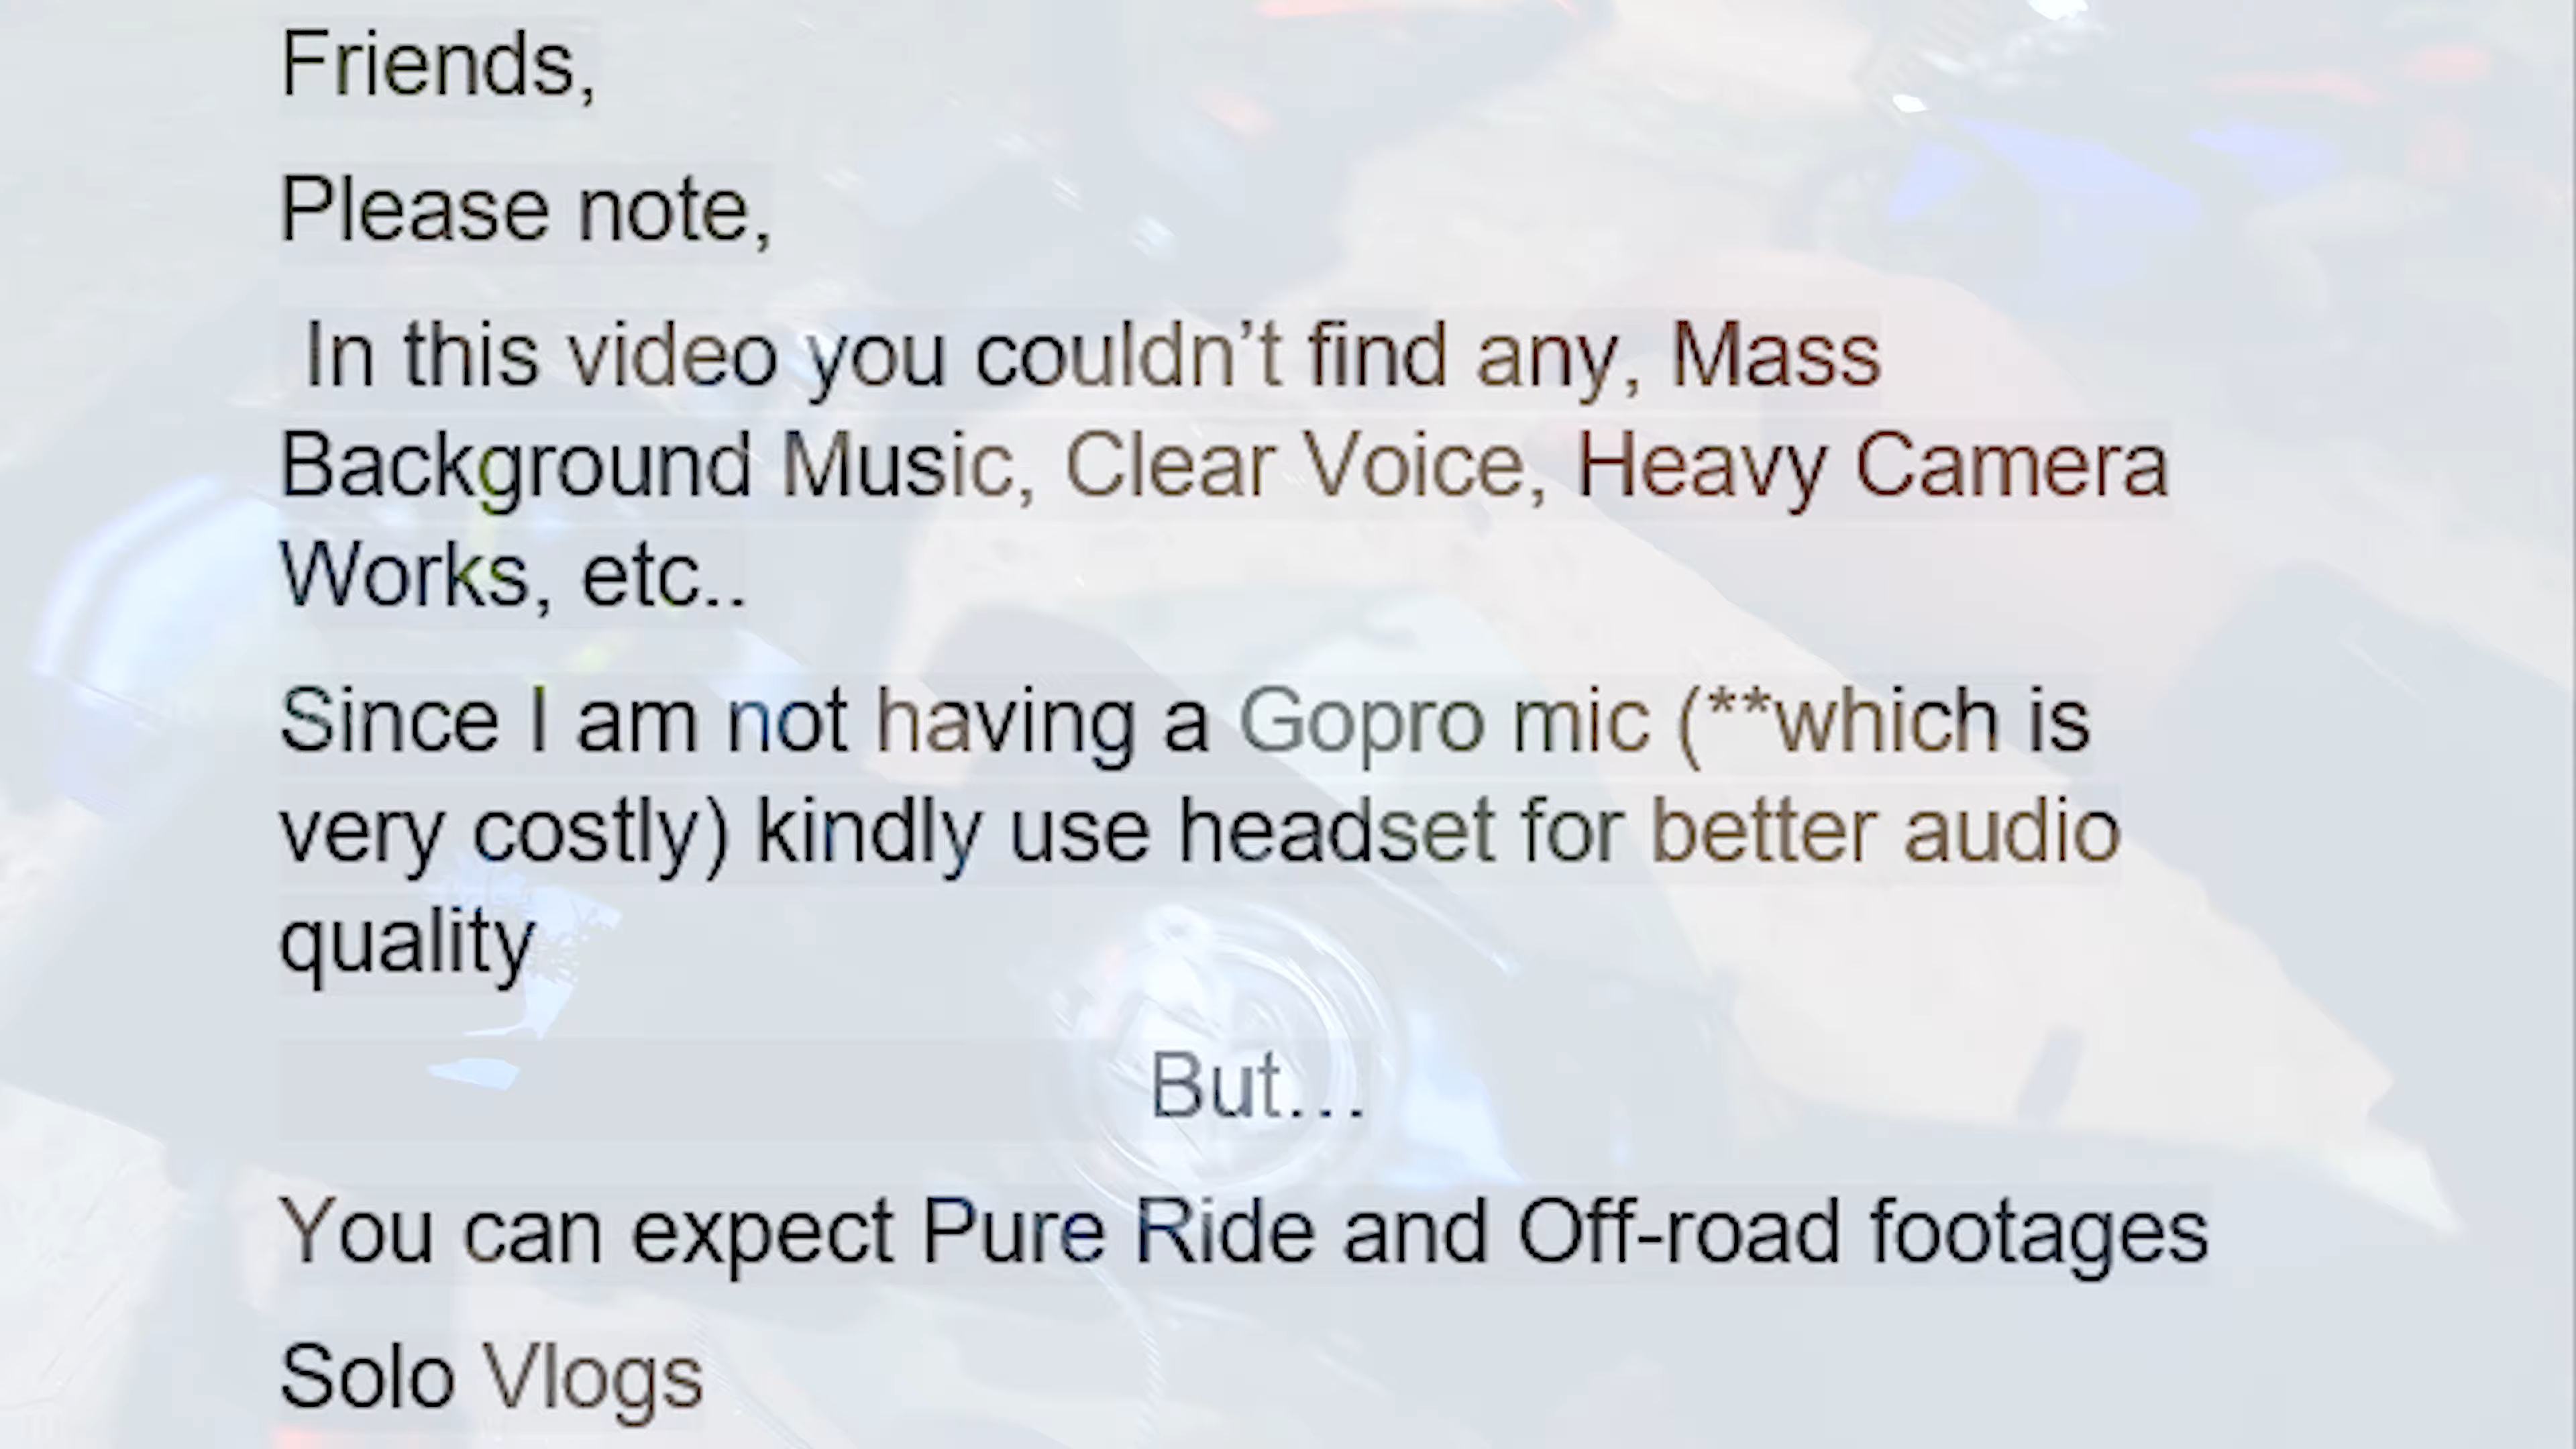 Friends,
Please note,
In this video you couldn’t find any, Mass
Background Music, Clear Voice, Heavy Camera
Works, etc..
Since I am not having a Gopro mic (**which is
very costly) kindly use headset for better audio
quality
But…
You can expect Pure Ride and Off-road footages
Solo Vlogs